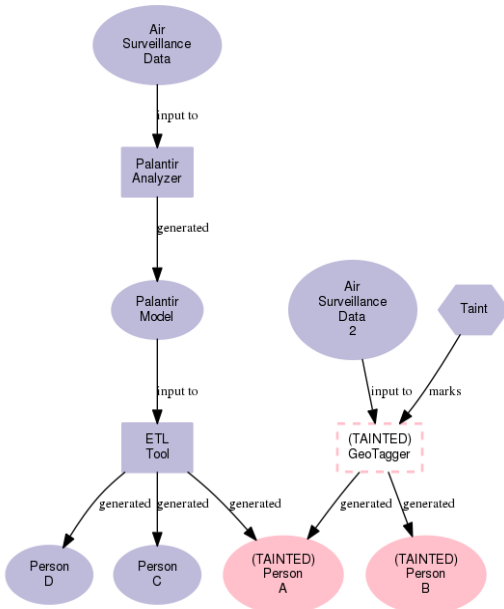 Air
Surveillance
Data
input to
Palantir
Analyzer
generated
Palantir
Model
Air
Surveillance
Data
2
Taint
input to
input to
marks
ETL
Tool
(TAINTED)
GeoTagger
generated
generated
generated
generated
generated
Person
D
Person
C
(TAINTED)
Person
A
(TAINTED)
Person
B